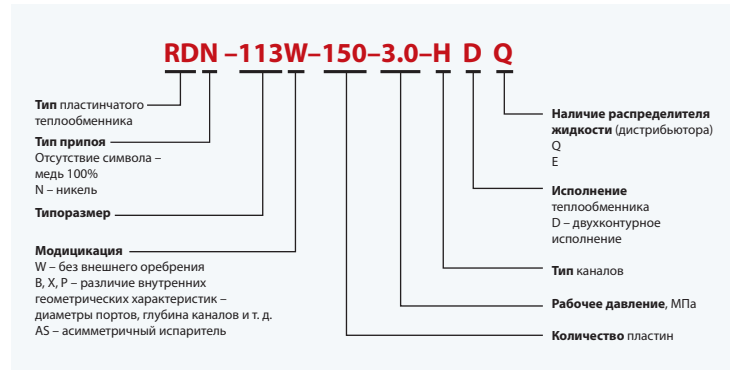 RDN –113W–150–3.0–H D Q
Тип пластинчатого
теплообменника
Тип припоя
Отсутствие символа –
медь 100%
N – никель
Типоразмер
Модицикация
W – без внешнего оребрения
B, X, P – различие внутренних
геометрических характеристик –
диаметры портов, глубина каналов и т. д.
AS – асимметричный испаритель
Наличие распределителя
жидкости (дистрибьютора)
Q
E
Исполнение
теплообменника
D – двухконтурное
исполнение
Тип каналов
Рабочее давление, МПа
Количество пластин